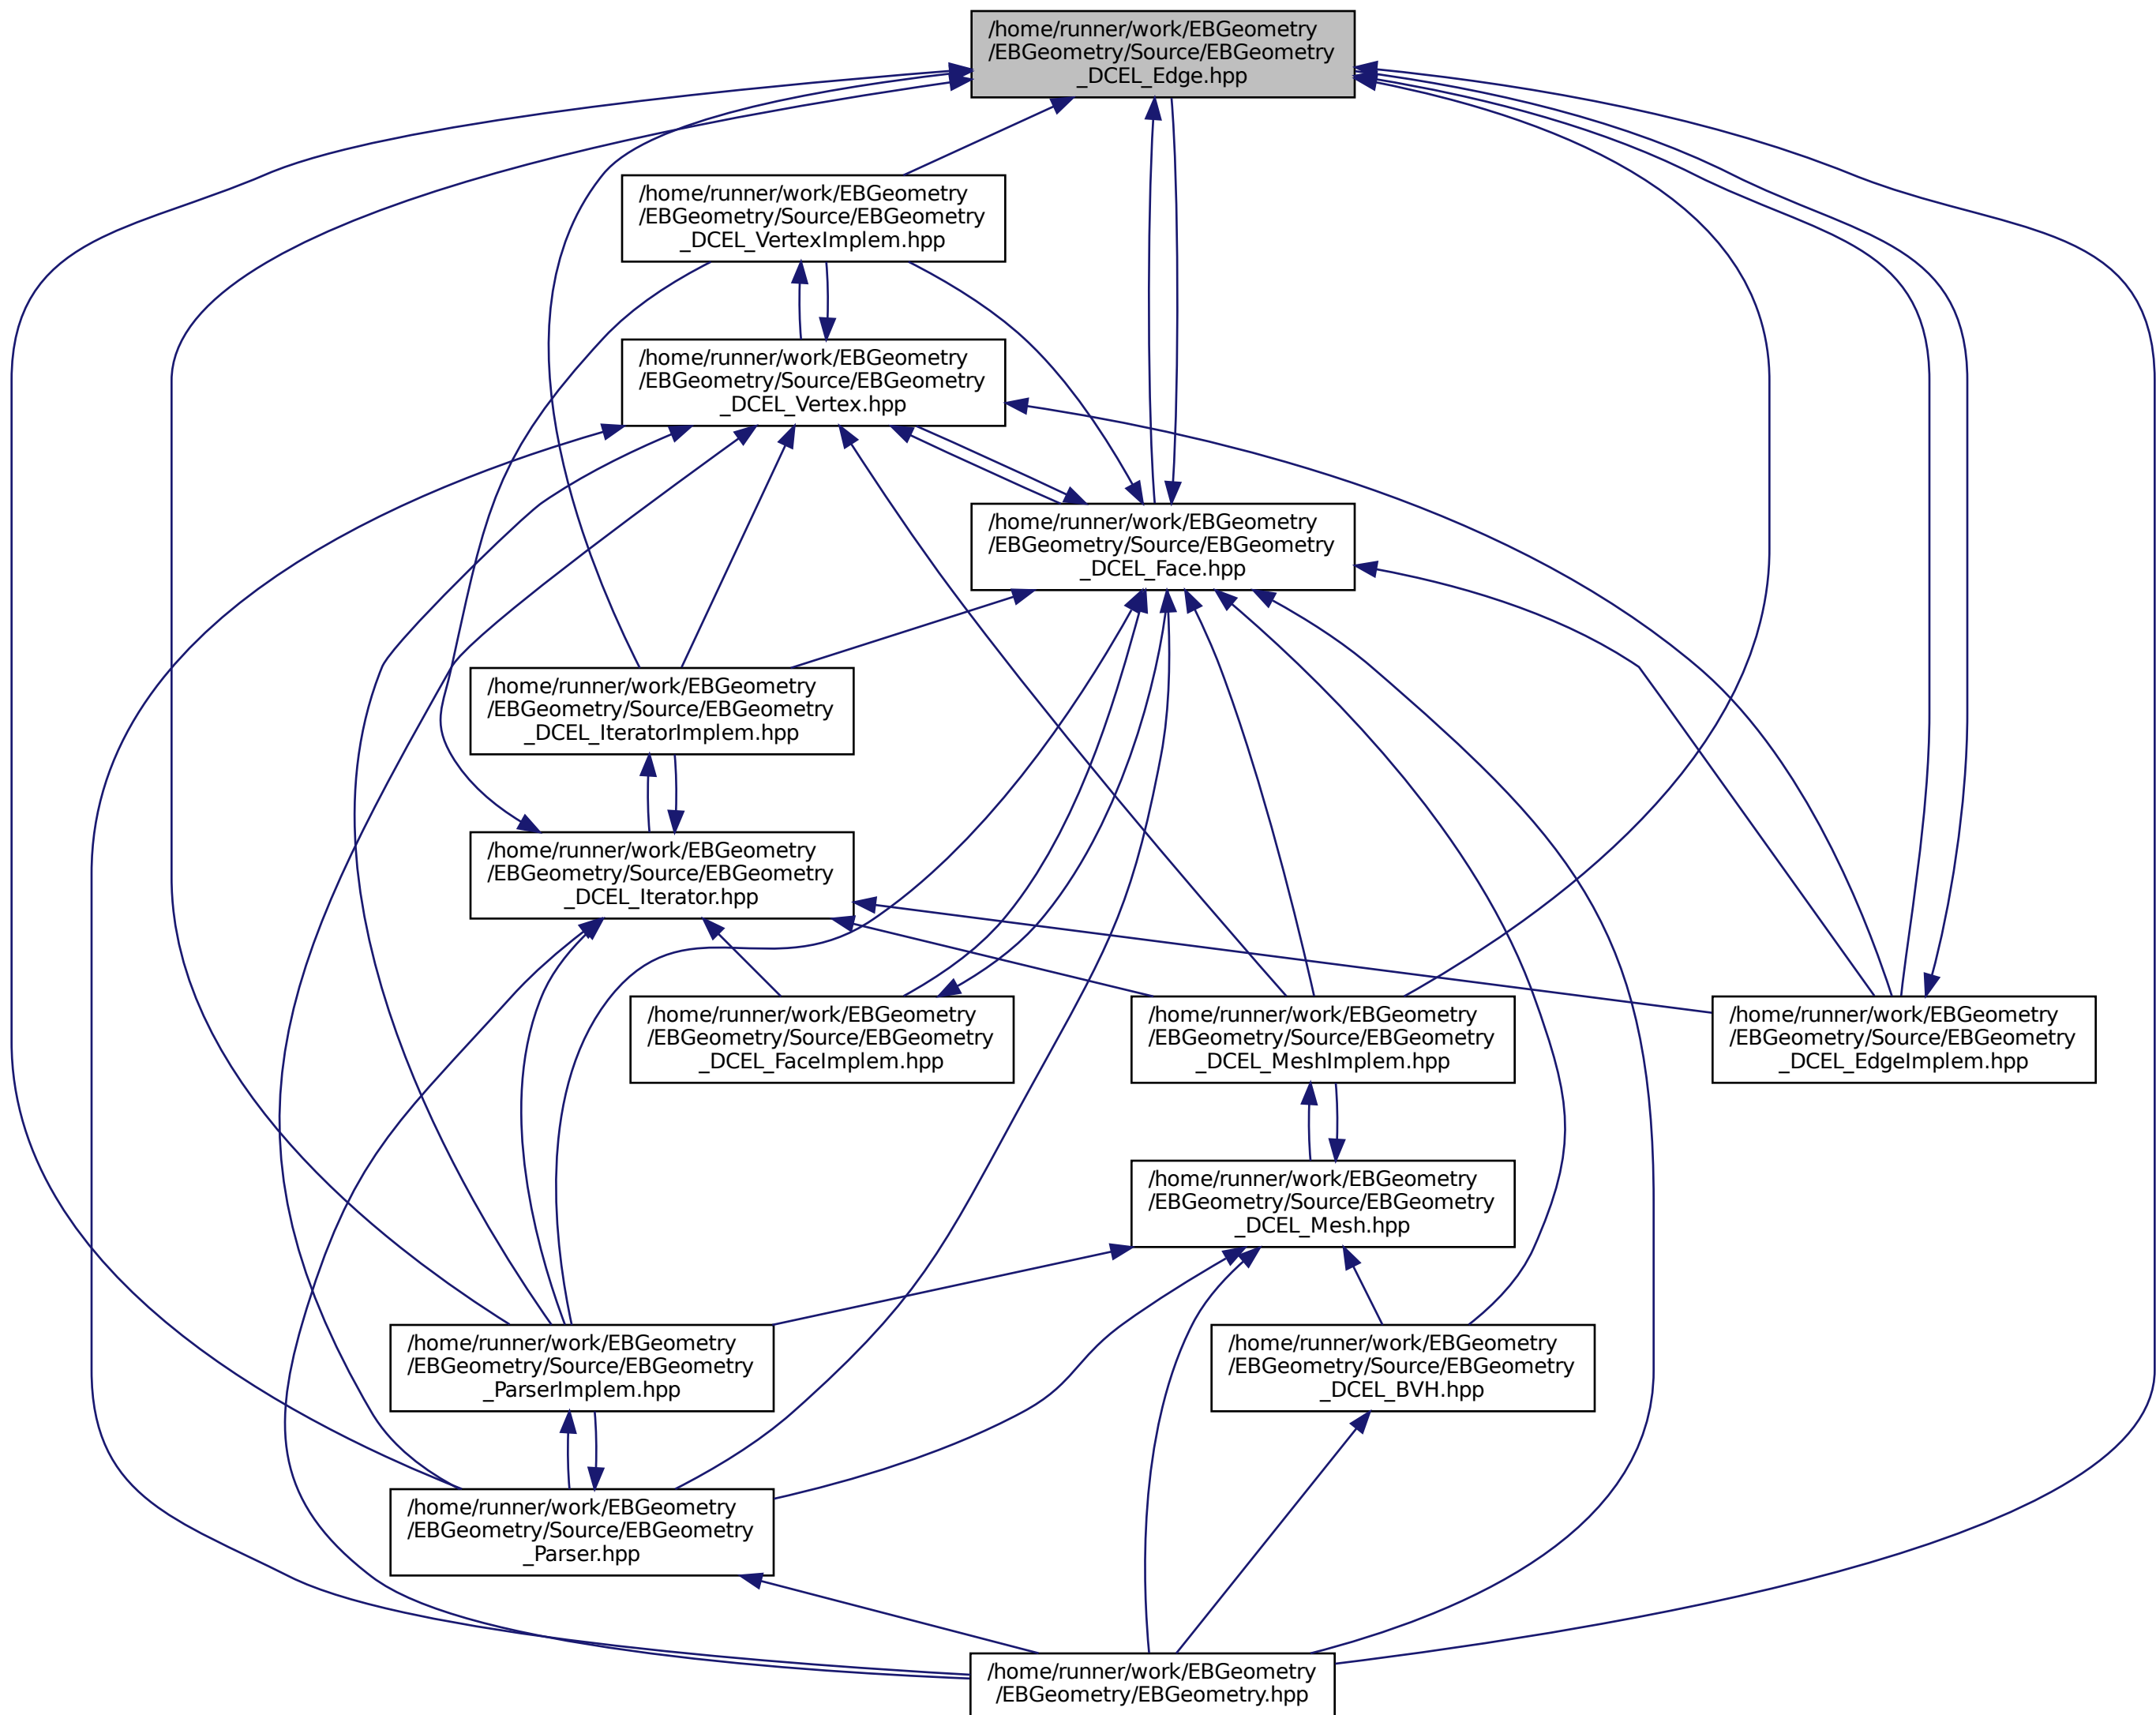 /home/runner/work/EBGeometry
/EBGeometry/Source/EBGeometry
_DCEL_Edge.hpp
/home/runner/work/EBGeometry
/EBGeometry/Source/EBGeometry
_DCEL_VertexImplem.hpp
/home/runner/work/EBGeometry
/EBGeometry/Source/EBGeometry
_DCEL_Vertex.hpp
/home/runner/work/EBGeometry
/EBGeometry/Source/EBGeometry
_DCEL_Face.hpp
/home/runner/work/EBGeometry
/EBGeometry/Source/EBGeometry
_DCEL_IteratorImplem.hpp
/home/runner/work/EBGeometry
/EBGeometry/Source/EBGeometry
_DCEL_Iterator.hpp
/home/runner/work/EBGeometry
/EBGeometry/Source/EBGeometry
_DCEL_FaceImplem.hpp
/home/runner/work/EBGeometry
/EBGeometry/Source/EBGeometry
_DCEL_MeshImplem.hpp
/home/runner/work/EBGeometry
/EBGeometry/Source/EBGeometry
_DCEL_EdgeImplem.hpp
/home/runner/work/EBGeometry
/EBGeometry/Source/EBGeometry
_DCEL_Mesh.hpp
/home/runner/work/EBGeometry
/EBGeometry/Source/EBGeometry
_ParserImplem.hpp
/home/runner/work/EBGeometry
/EBGeometry/Source/EBGeometry
_DCEL_BVH.hpp
/home/runner/work/EBGeometry
/EBGeometry/Source/EBGeometry
_Parser.hpp
/home/runner/work/EBGeometry
/EBGeometry/EBGeometry.hpp